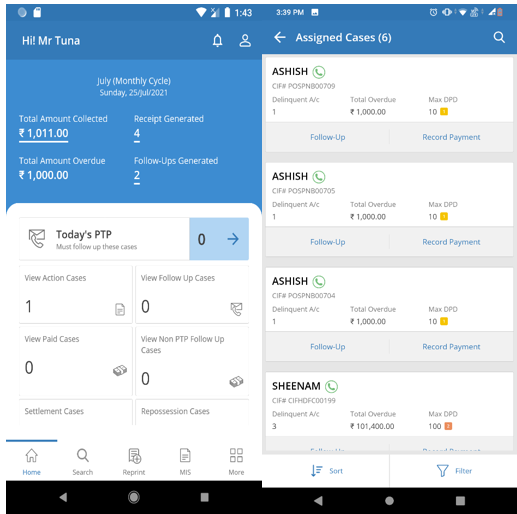 1:43
Hi! Mr Tuna
July (Monthly Cycle)
Sunday, 25/Jul/2021
Total Amount Collected
₹ 1,011.00
Receipt Generated
4
Total Amount Overdue
₹ 1,000.00
Follow-Ups Generated
2
Today's PTP
Must follow up these cases
0
View Action Cases
1
View Follow Up Cases
0
View Paid Cases
0
View Non PTP Follow Up
Cases
0
Settlement Cases
Repossession Cases
Home
Search
Reprint
MIS
More
3:39 PM
Assigned Cases (6)
ASHISH
CIF# POSPNB00709
Delinquent A/c Total Overdue Max DPD
1 ₹ 1,000.00 10
Follow-Up Record Payment
ASHISH
CIF# POSPNB00705
Delinquent A/c Total Overdue Max DPD
1 ₹ 1,000.00 10
Follow-Up Record Payment
ASHISH
CIF# POSPNB00704
Delinquent A/c Total Overdue Max DPD
1 ₹ 1,000.00 10
Follow-Up Record Payment
SHEENAM
CIF# CIFHDFC00199
Delinquent A/c Total Overdue Max DPD
3 ₹ 101,400.00 100
Sort
Filter